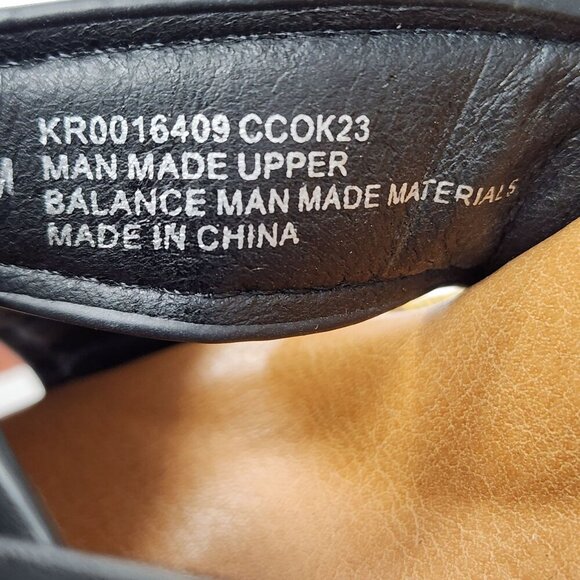 KR0016409 CCOK23
M MAN MADE UPPER
BALANCE MAN MADE MATERIALS
MADE IN CHINA